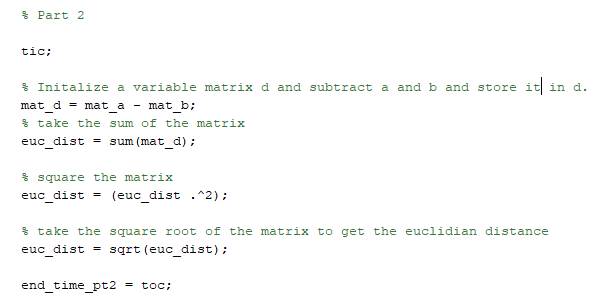 % Part 2
tic;
% Initalize a variable matrix d and subtract a and b and store it in d.
mat_d = mat_a - mat_b;
% take the sum of the matrix
euc_dist = sum(mat_d);
% square the matrix
euc_dist = (euc_dist .^2);
% take the square root of the matrix to get the euclidian distance
euc_dist = sqrt(euc_dist);
end_time_pt2 = toc;